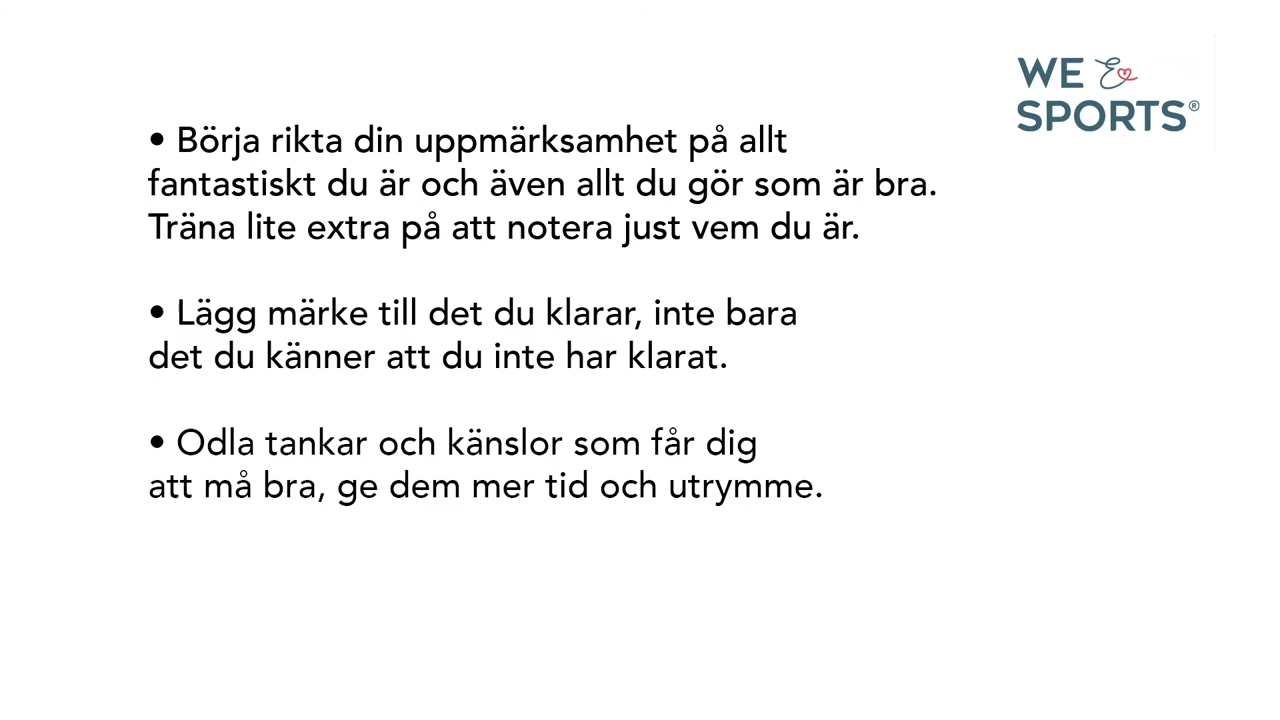 WE &
SPORTS®
• Börja rikta din uppmärksamhet på allt
fantastiskt du är och även allt du gör som är bra.
Träna lite extra på att notera just vem du är.
• Lägg märke till det du klarar, inte bara
det du känner att du inte har klarat.
• Odla tankar och känslor som får dig
att må bra, ge dem mer tid och utrymme.